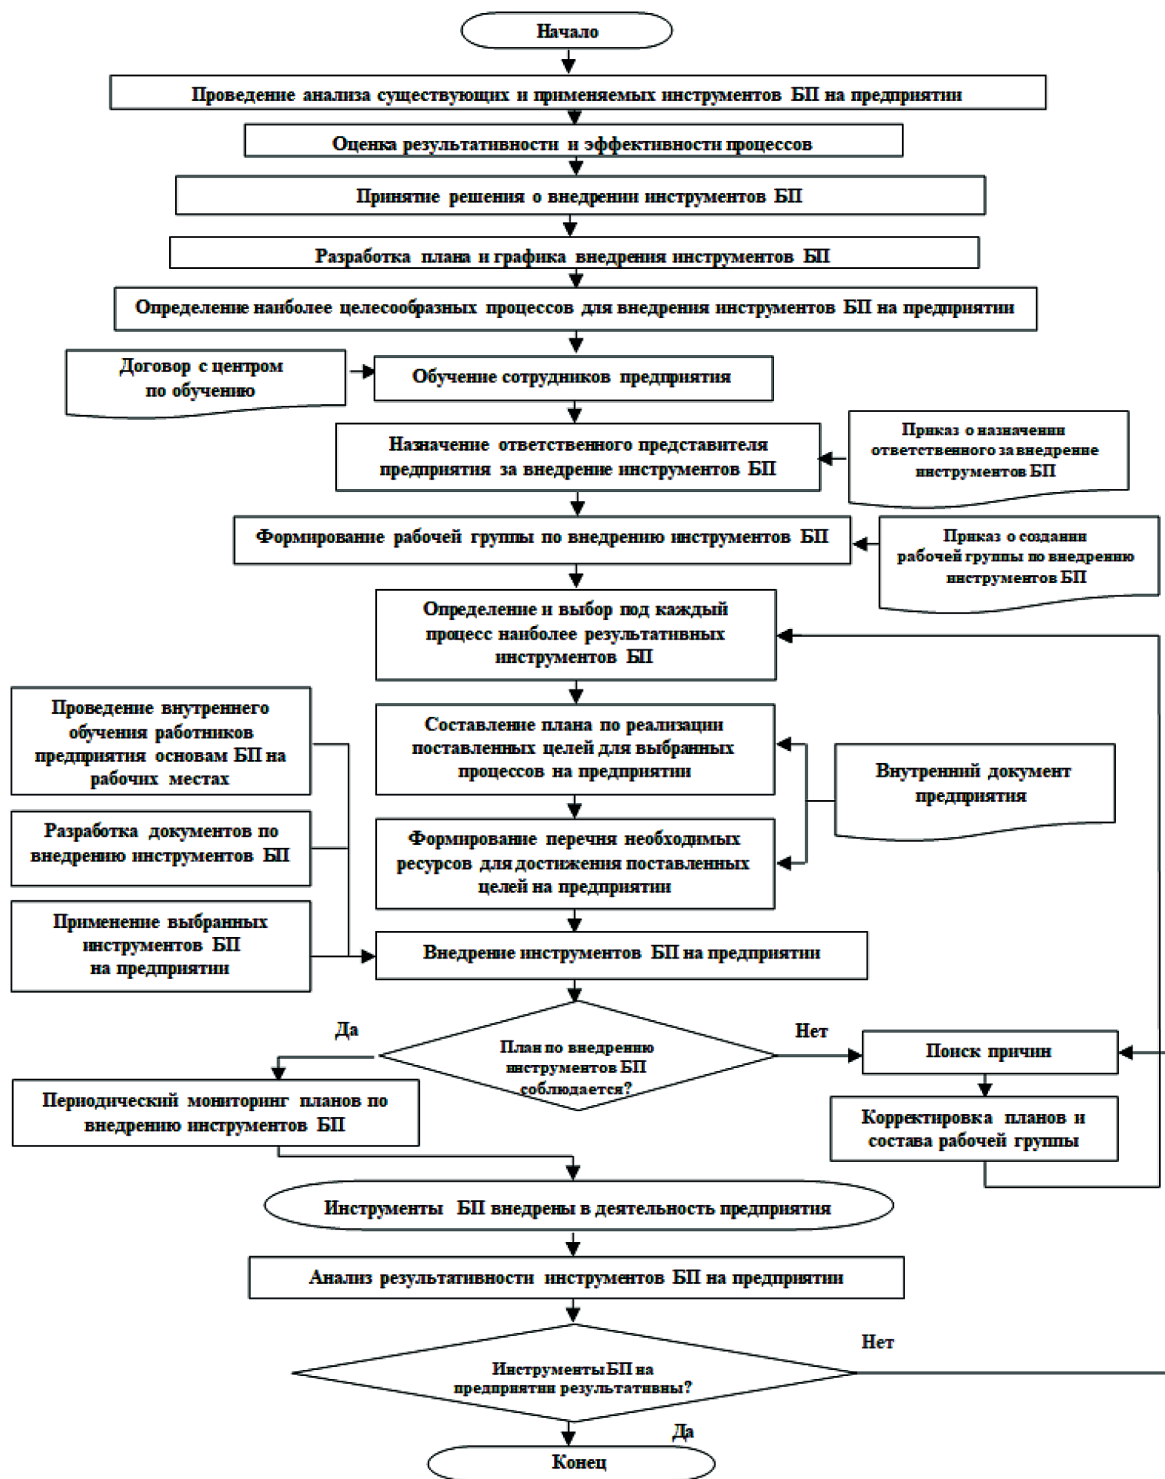 Начало
Проведение анализа существующих и применяемых инструментов БП на предприятии
Оценка результативности и эффективности процессов
Принятие решения о внедрении инструментов БП
Разработка плана и графика внедрения инструментов БП
Определение наиболее целесообразных процессов для внедрения инструментов БП на предприятии
Договор с центром
по обучению
Обучение сотрудников предприятия
Назначение ответственного представителя
предприятия за внедрение инструментов БП
Приказ о назначении
ответственного за внедрение
инструментов БП
Формирование рабочей группы по внедрению инструментов БП
Приказ о создании
рабочей группы по внедрению
инструментов БП
Определение и выбор под каждый
процесс наиболее результативных
инструментов БП
Проведение внутреннего
обучения работников
предприятия основам БП на
рабочих местах
Составление плана по реализации
поставленных целей для выбранных
процессов на предприятии
Внутренний документ
предприятия
Разработка документов по
внедрению инструментов БП
Формирование перечня необходимых
ресурсов для достижения поставленных
целей на предприятии
Применение выбранных
инструментов БП
на предприятии
Внедрение инструментов БП на предприятии
Да
Нет
План по внедрению
инструментов БП
соблюдается?
Поиск причин
Периодический мониторинг планов по
внедрению инструментов БП
Корректировка планов и
состава рабочей группы
Инструменты БП внедрены в деятельность предприятия
Анализ результативности инструментов БП на предприятии
Нет
Инструменты БП на
предприятии результативны?
Да
Конец